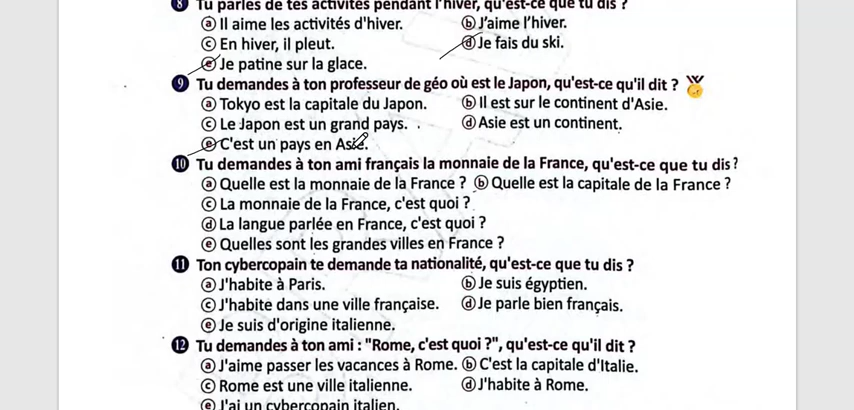 8 Tu parles de tes activités pendant l'hiver, qu'est-ce que tu dis ?
a Il aime les activités d'hiver. b J'aime l'hiver.
c En hiver, il pleut. d Je fais du ski.
e Je patine sur la glace.
9 Tu demandes à ton professeur de géo où est le Japon, qu'est-ce qu'il dit ?
a Tokyo est la capitale du Japon. b Il est sur le continent d'Asie.
c Le Japon est un grand pays. d Asie est un continent.
e C'est un pays en Asie.
10 Tu demandes à ton ami français la monnaie de la France, qu'est-ce que tu dis ?
a Quelle est la monnaie de la France ? b Quelle est la capitale de la France ?
c La monnaie de la France, c'est quoi ?
d La langue parlée en France, c'est quoi ?
e Quelles sont les grandes villes en France ?
11 Ton cybercopain te demande ta nationalité, qu'est-ce que tu dis ?
a J'habite à Paris. b Je suis égyptien.
c J'habite dans une ville française. d Je parle bien français.
e Je suis d'origine italienne.
12 Tu demandes à ton ami : "Rome, c'est quoi ?", qu'est-ce qu'il dit ?
a J'aime passer les vacances à Rome. b C'est la capitale d'Italie.
c Rome est une ville italienne. d J'habite à Rome.
e J'ai un cybercopain italien.